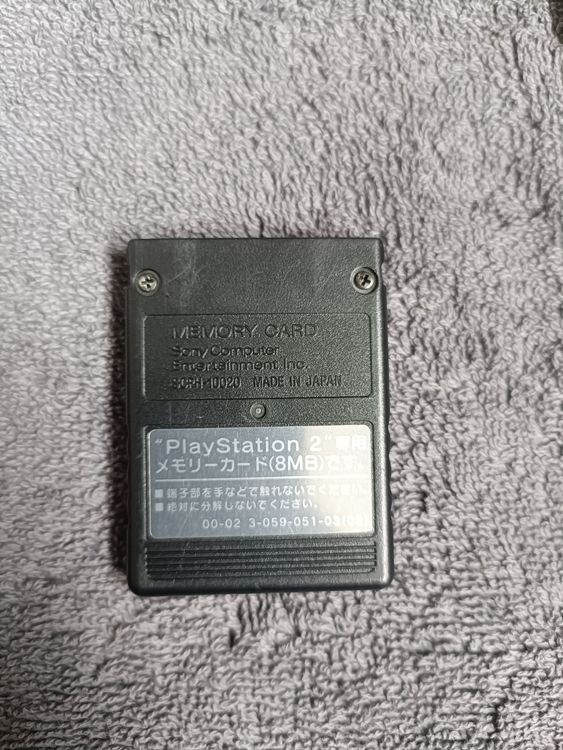 MEMORY CARD
Sony Computer
Entertainment Inc.
SCPH-10020 MADE IN JAPAN
"PlayStation 2"専用
メモリーカード(8MB)です。
■端子部を手などで触れないでください。
■絶対に分解しないでください。
00-02 3-059-051-03